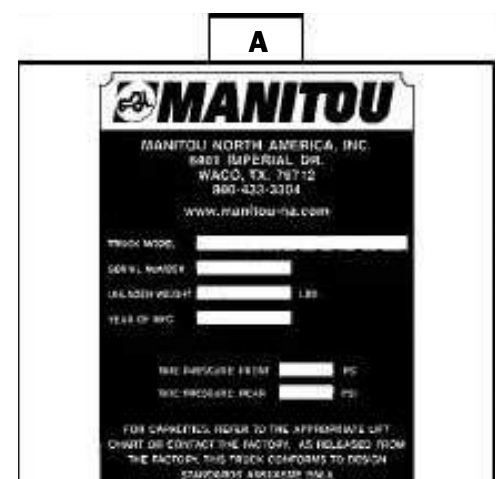 A
MANITOU
MANITOU NORTH AMERICA, INC.
6401 IMPERIAL DR.
WACO, TX. 76712
800-433-3304
www.manitou-na.com
TRUCK MODEL
SERIAL NUMBER
UNLADEN WEIGHT LBS
YEAR OF MFG
TIRE PRESSURE FRONT PSI
TIRE PRESSURE REAR PSI
FOR CAPACITIES, REFER TO THE APPROPRIATE LIFT
CHART OR CONTACT THE FACTORY. AS RELEASED FROM
THE FACTORY, THIS TRUCK CONFORMS TO DESIGN
STANDARDS